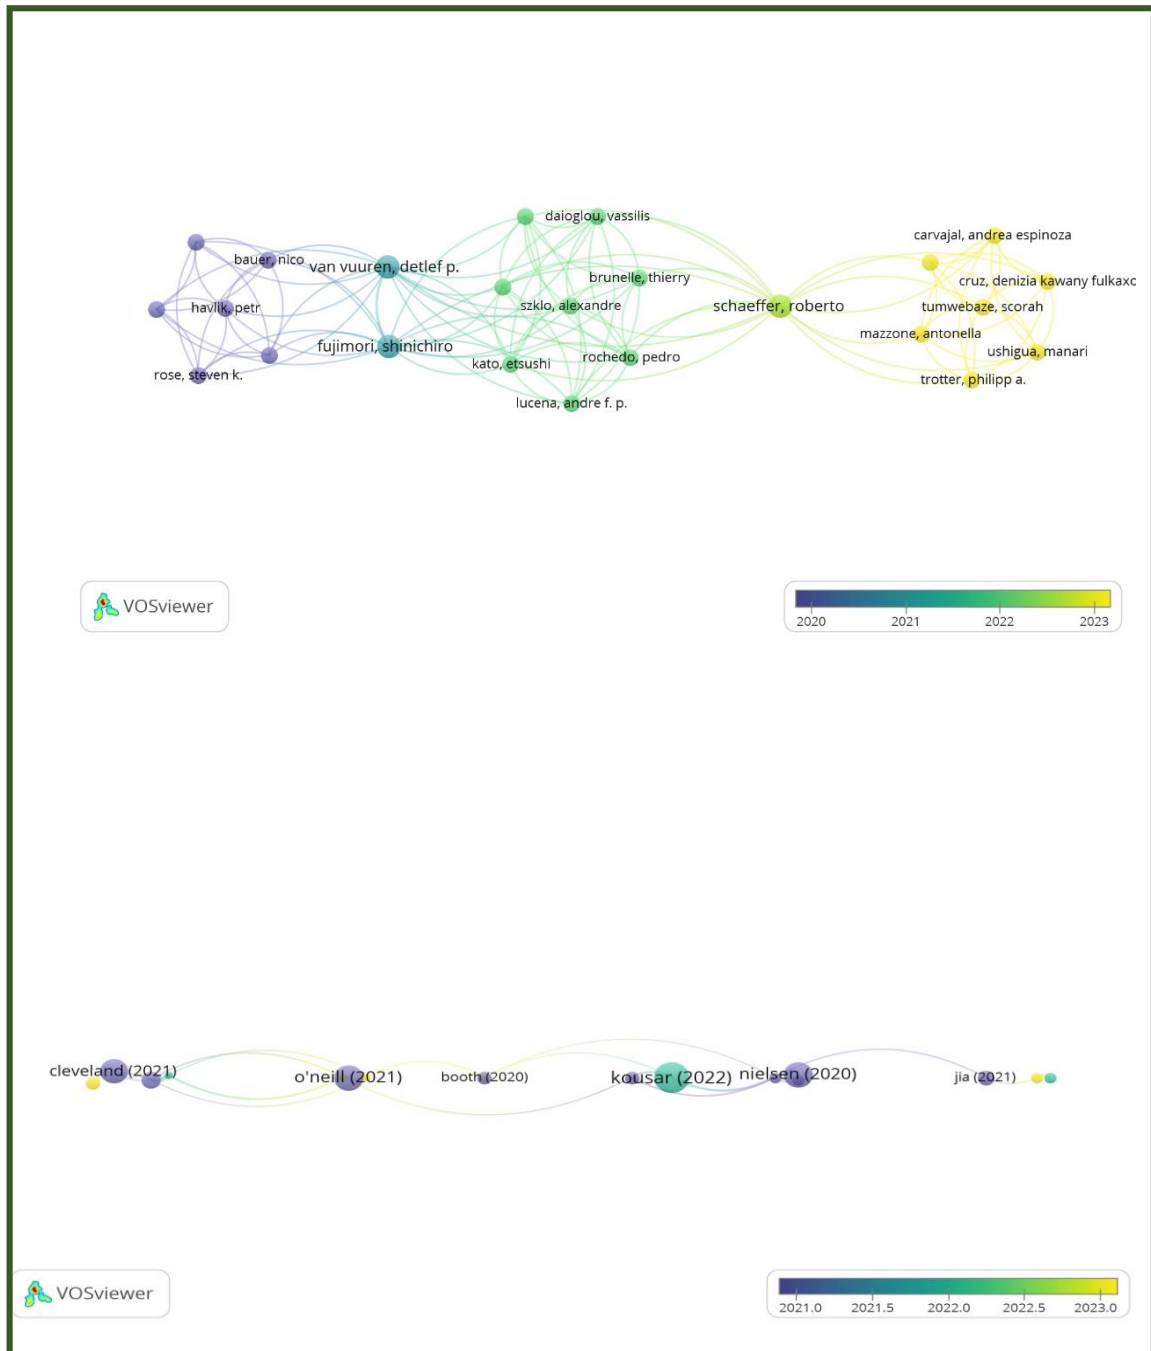 daioglou, vassilis
carvajal, andrea espinoza
bauer, nico
van vuuren, detlef p.
brunelle, thierry
cruz, denizia kawany fulkaxc
havlik, petr
szklo, alexandre
schaeffer, roberto
tumwebaze, scorah
mazzone, antonella
fujimori, shinichiro
kato, etsushi
rochedo, pedro
ushigua, manari
rose, steven k.
trotter, philipp a.
lucena, andre f. p.
VOSviewer
2020 2021 2022 2023
cleveland (2021)
o'neill (2021)
booth (2020)
kousar (2022)
nielsen (2020)
jia (2021)
VOSviewer
2021.0 2021.5 2022.0 2022.5 2023.0